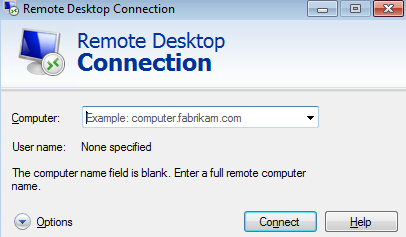 Remote Desktop Connection
Remote Desktop
Connection
Computer:
Example: computer.fabrikam.com
User name:
None specified
The computer name field is blank. Enter a full remote computer
name.
Options
Connect
Help